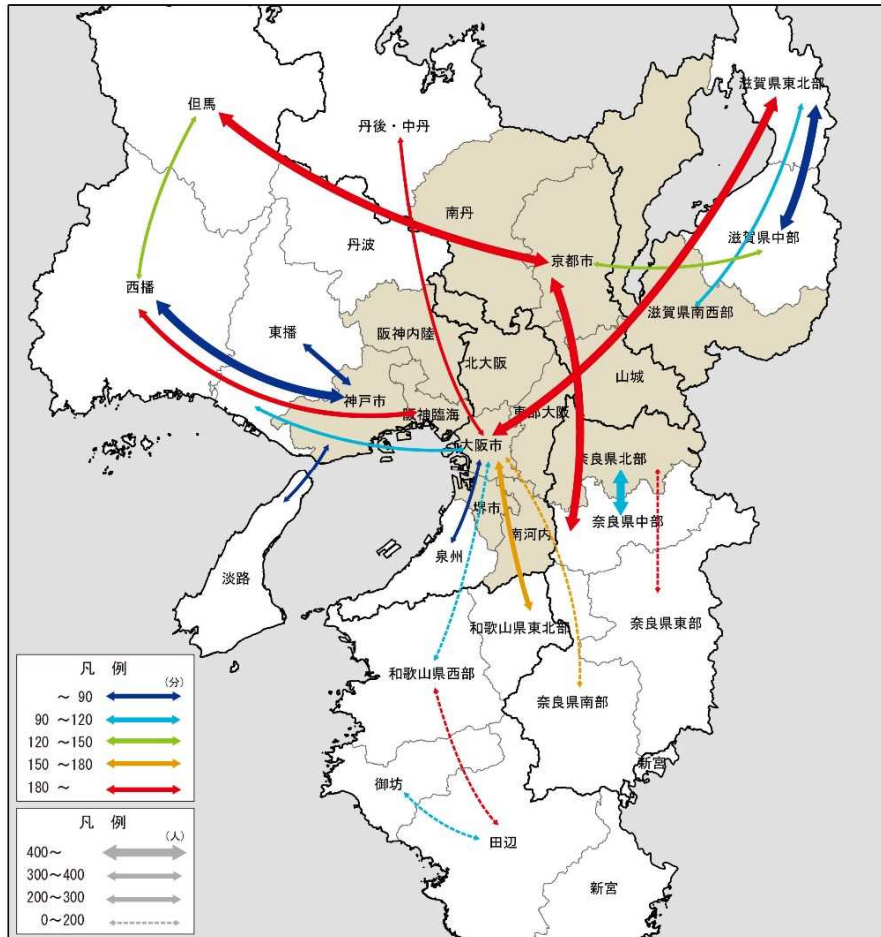 滋賀県東北部
但馬
丹後・中丹
南丹
滋賀県中部
丹波
京都市
西播
滋賀県南西部
東播
阪神内陸
北大阪
山城
神戸市
阪神臨海
東部大阪
大阪市
奈良県北部
堺市
奈良県中部
南河内
泉州
淡路
和歌山県東北部
奈良県東部
和歌山県西部
奈良県南部
新宮
御坊
田辺
新宮
凡 例
(分)
～ 90
90 ～120
120 ～150
150 ～180
180 ～
凡 例
(人)
400～
300～400
200～300
0～200